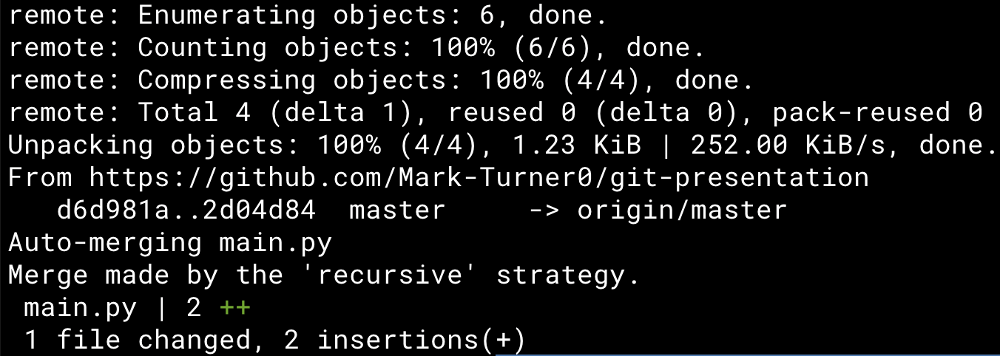 remote: Enumerating objects: 6, done.
remote: Counting objects: 100% (6/6), done.
remote: Compressing objects: 100% (4/4), done.
remote: Total 4 (delta 1), reused 0 (delta 0), pack-reused 0
Unpacking objects: 100% (4/4), 1.23 KiB | 252.00 KiB/s, done.
From https://github.com/Mark-Turner0/git-presentation
   d6d981a..2d04d84  master     -> origin/master
Auto-merging main.py
Merge made by the 'recursive' strategy.
 main.py | 2 ++
 1 file changed, 2 insertions(+)